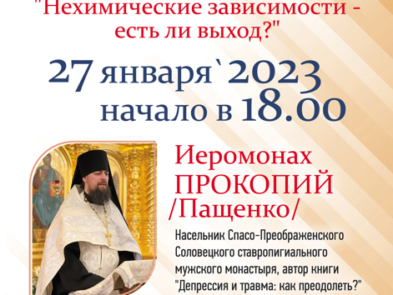 "Нехимические зависимости -
есть ли выход?"
27 января`2023
начало в 18.00
Иеромонах
ПРОКОПИЙ
/Пащенко/
Насельник Спасо-Преображенского
Соловецкого ставропигиального
мужского монастыря, автор книги
"Депрессия и травма: как преодолеть?"